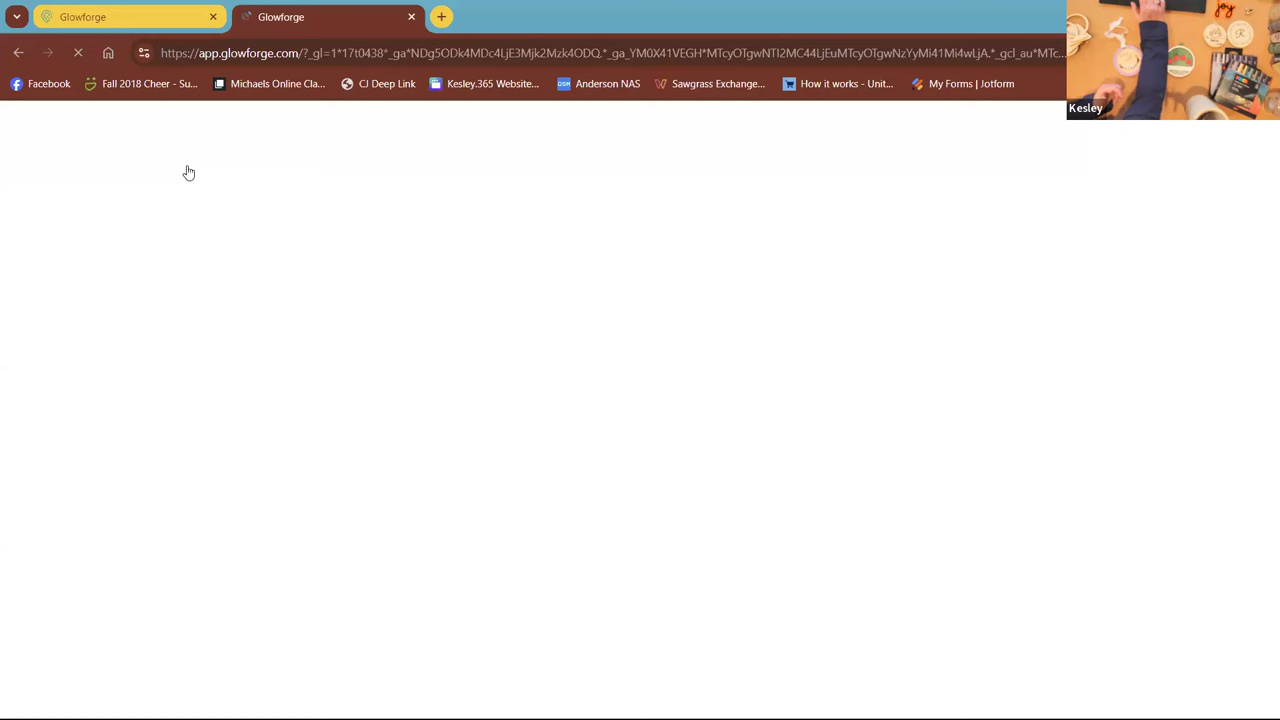 Glowforge
Glowforge
https://app.glowforge.com/?_gl=1*17t0438*_ga*NDg5ODk4MDc4LjE3Mjk2Mzk4ODQ.*_ga_YM0X41VEGH*MTcyOTgwNTI2MC44LjEuMTcyOTgwNzYyMi41Mi4wLjA.*_gcl_au*MTc...
Facebook
Fall 2018 Cheer - Su...
Michaels Online Cla...
CJ Deep Link
Kesley.365 Website...
GSM
Anderson NAS
Sawgrass Exchange...
How it works - Unit...
My Forms | Jotform
joy
R
Kesley